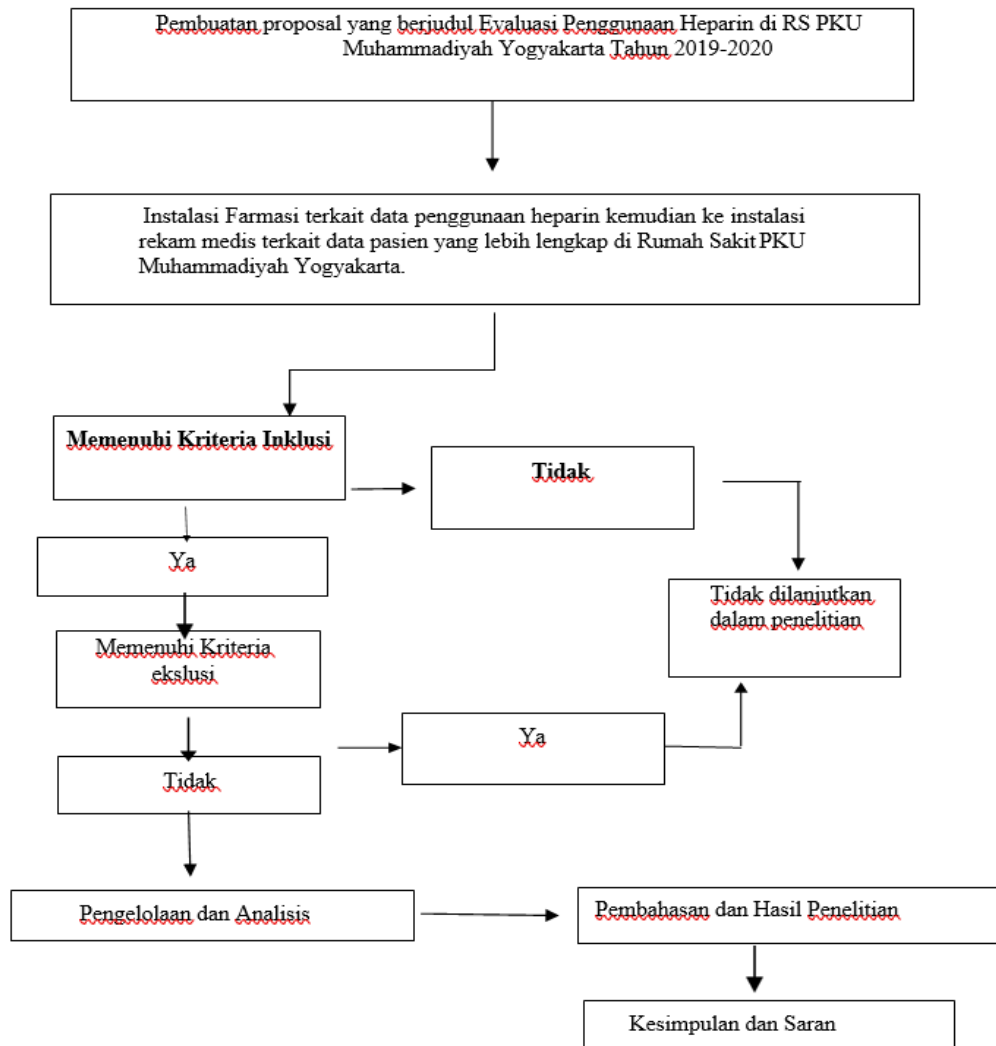 Pembuatan proposal yang berjudul Evaluasi Penggunaan Heparin di RS PKU
Muhammadiyah Yogyakarta Tahun 2019-2020
Instalasi Farmasi terkait data penggunaan heparin kemudian ke instalasi
rekam medis terkait data pasien yang lebih lengkap di Rumah Sakit PKU
Muhammadiyah Yogyakarta.
Memenuhi Kriteria Inklusi
Tidak
Ya
Tidak dilanjutkan
dalam penelitian
Memenuhi Kriteria
ekslusi
Ya
Tidak
Pengelolaan dan Analisis
Pembahasan dan Hasil Penelitian
Kesimpulan dan Saran